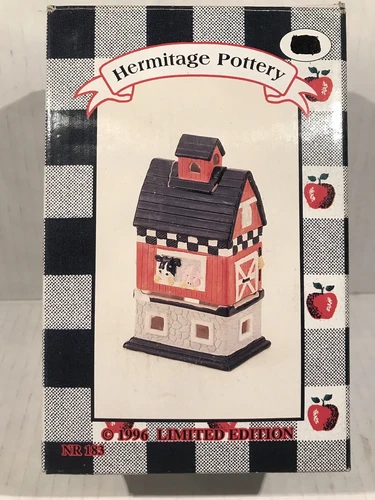 Hermitage Pottery
© 1996 LIMITED EDITION
NR 183